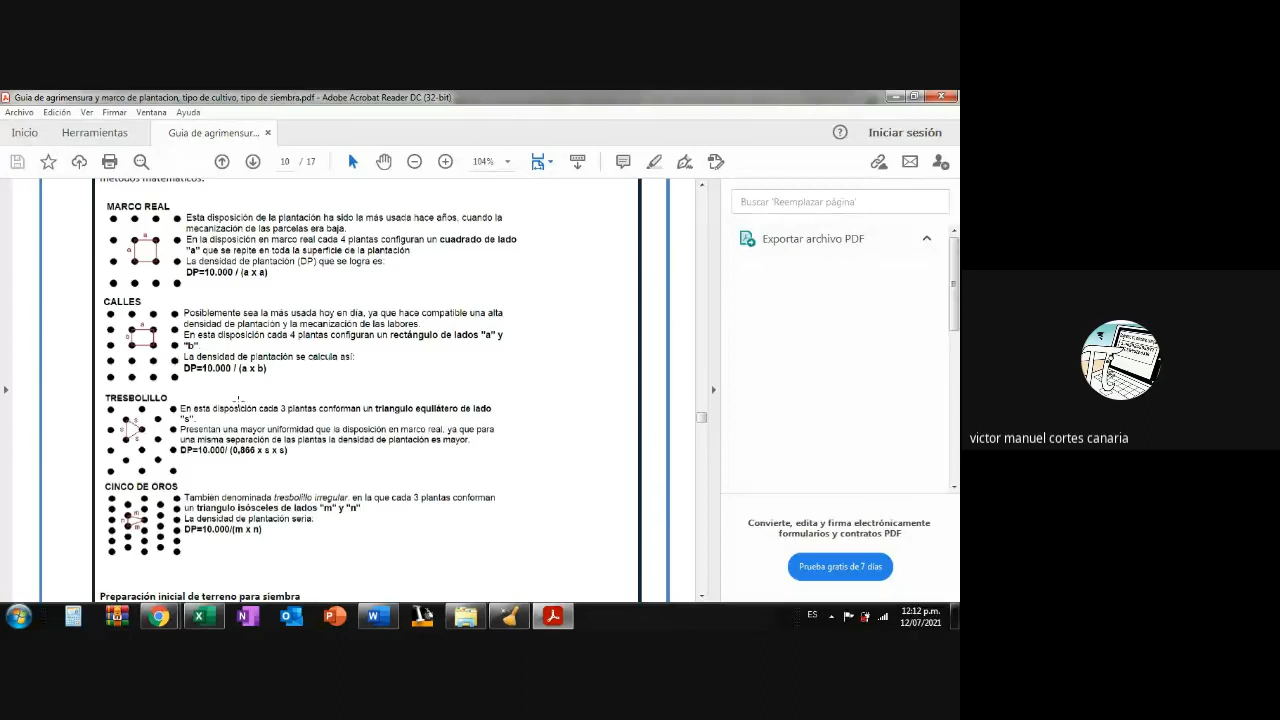 Guia de agrimensura y marco de plantacion, tipo de cultivo, tipo de siembra.pdf - Adobe Acrobat Reader DC (32-bit)
Archivo Edición Ver Firmar Ventana Ayuda
Inicio Herramientas Guia de agrimensur... × Iniciar sesión
10 / 17 104%
métodos matemáticos.
MARCO REAL
Esta disposición de la plantación ha sido la más usada hace años, cuando la
mecanización de las parcelas era baja.
En la disposición en marco real cada 4 plantas configuran un cuadrado de lado
"a" que se repite en toda la superficie de la plantación
La densidad de plantación (DP) que se logra es:
DP=10.000 / (a x a)
a
a
CALLES
Posiblemente sea la más usada hoy en día, ya que hace compatible una alta
densidad de plantación y la mecanización de las labores.
En esta disposición cada 4 plantas configuran un rectángulo de lados "a" y
"b".
La densidad de plantación se calcula así:
DP=10.000 / (a x b)
a
b
TRESBOLILLO
En esta disposición cada 3 plantas conforman un triangulo equilátero de lado
"s".
Presentan una mayor uniformidad que la disposición en marco real, ya que para
una misma separación de las plantas la densidad de plantación es mayor.
DP=10.000/ (0,866 x s x s)
s
s
s
CINCO DE OROS
Tambien denominada tresbolillo irregular, en la que cada 3 plantas conforman
un triangulo isósceles de lados "m" y "n"
La densidad de plantación seria:
DP=10.000/(m x n)
m
n
m
Preparación inicial de terreno para siembra
Buscar 'Reemplazar página'
Exportar archivo PDF
Convierte, edita y firma electrónicamente
formularios y contratos PDF
Prueba gratis de 7 días
victor manuel cortes canaria
ES
12:12 p.m.
12/07/2021